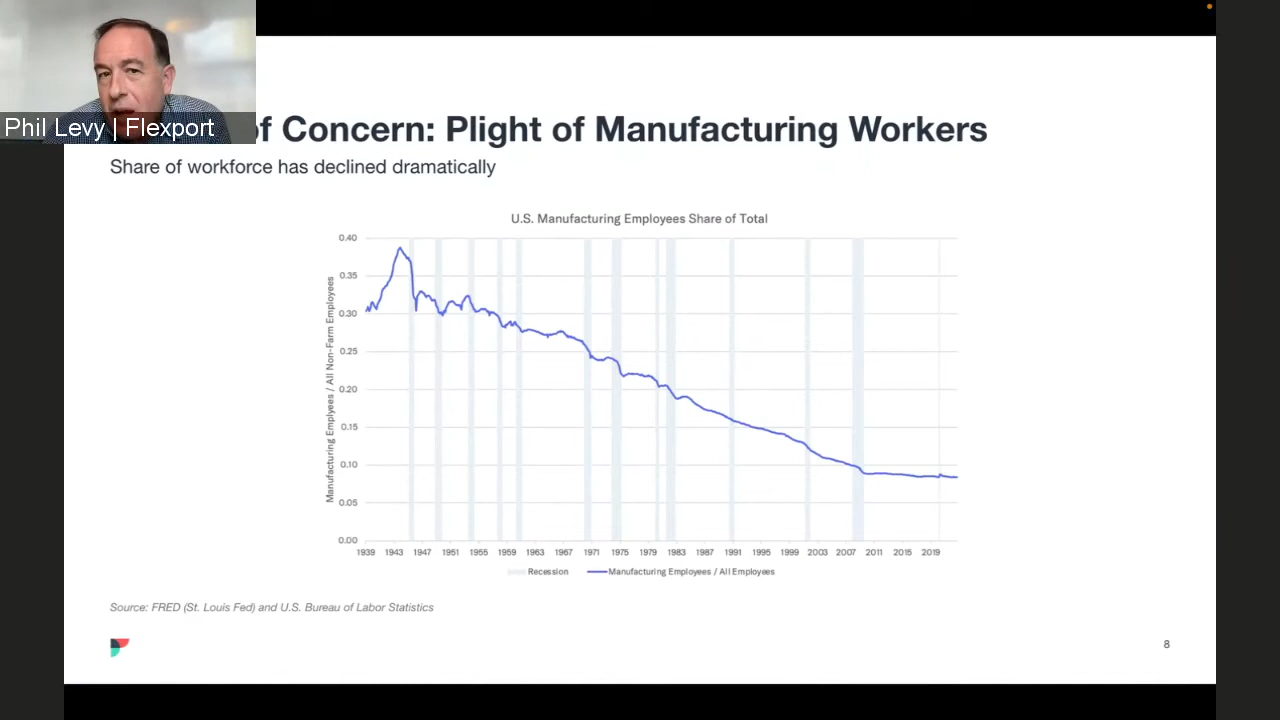 Phil Levy | Flexport
of Concern: Plight of Manufacturing Workers
Share of workforce has declined dramatically
U.S. Manufacturing Employees Share of Total
Manufacturing Emplyees / All Non-Farm Employees
0.40
0.35
0.30
0.25
0.20
0.15
0.10
0.05
0.00
1939 1943 1947 1951 1955 1959 1963 1967 1971 1975 1979 1983 1987 1991 1995 1999 2003 2007 2011 2015 2019
Recession Manufacturing Employees / All Employees
Source: FRED (St. Louis Fed) and U.S. Bureau of Labor Statistics
8